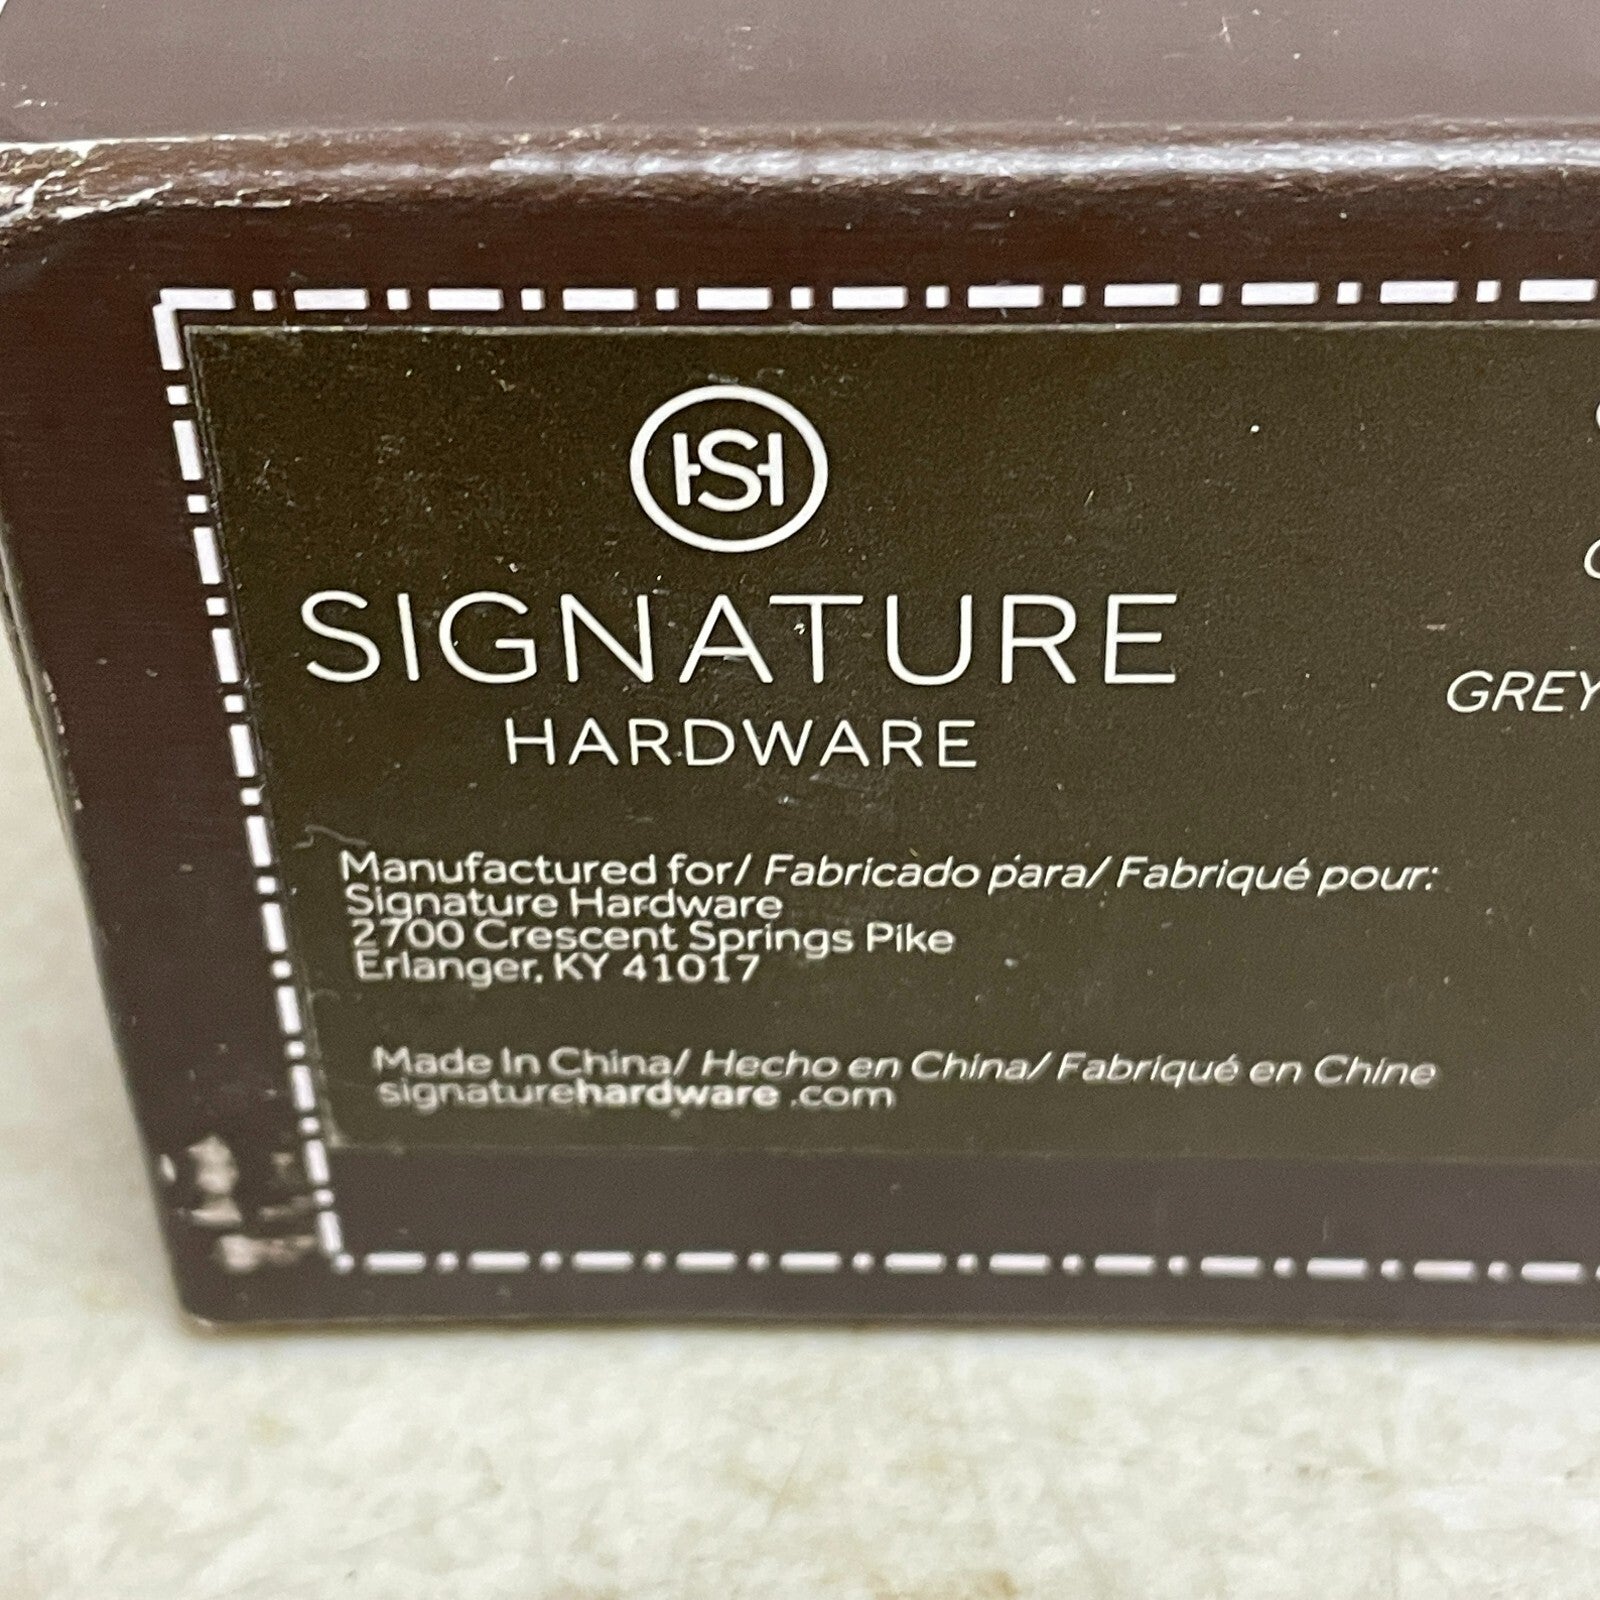 HSH
SIGNATURE
HARDWARE
GREY
Manufactured for/ Fabricado para/ Fabriqué pour:
Signature Hardware
2700 Crescent Springs Pike
Erlanger, KY 41017
Made In China/ Hecho en China/ Fabriqué en Chine
signaturehardware .com